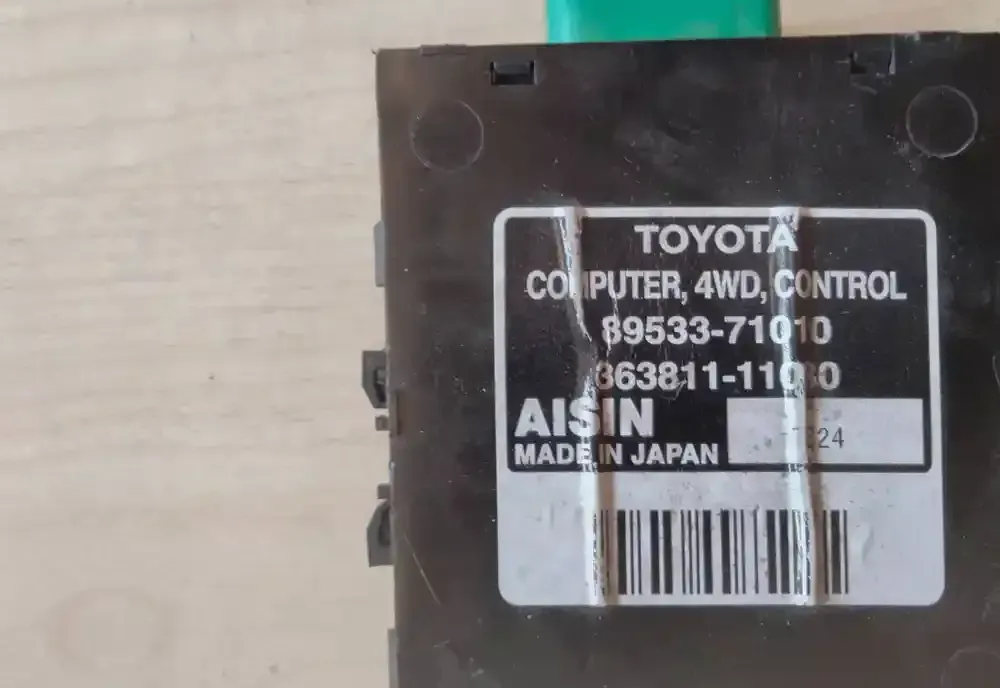 TOYOTA
COMPUTER, 4WD, CONTROL
89533-71010
AISIN
MADE IN JAPAN